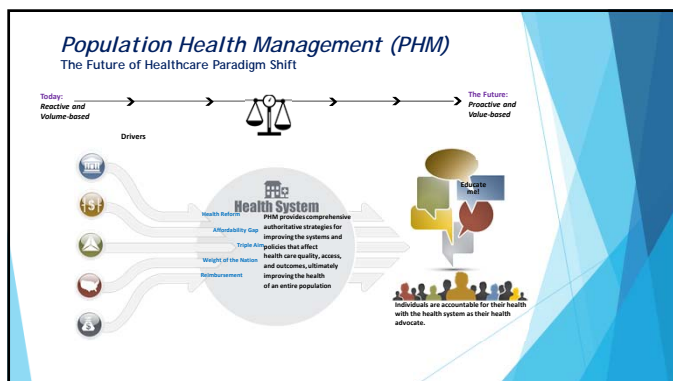 Population Health Management (PHM)
The Future of Healthcare Paradigm Shift
Today:
Reactive and
Volume-based
The Future:
Proactive and
Value-based
Drivers
Health System
Health Reform
Affordability Gap
Triple Aim
Weight of the Nation
Reimbursement
PHM provides comprehensive
authoritative strategies for
improving the systems and
policies that affect
health care quality, access,
and outcomes, ultimately
improving the health
of an entire population
Educate
me!
Individuals are accountable for their health
with the health system as their health
advocate.